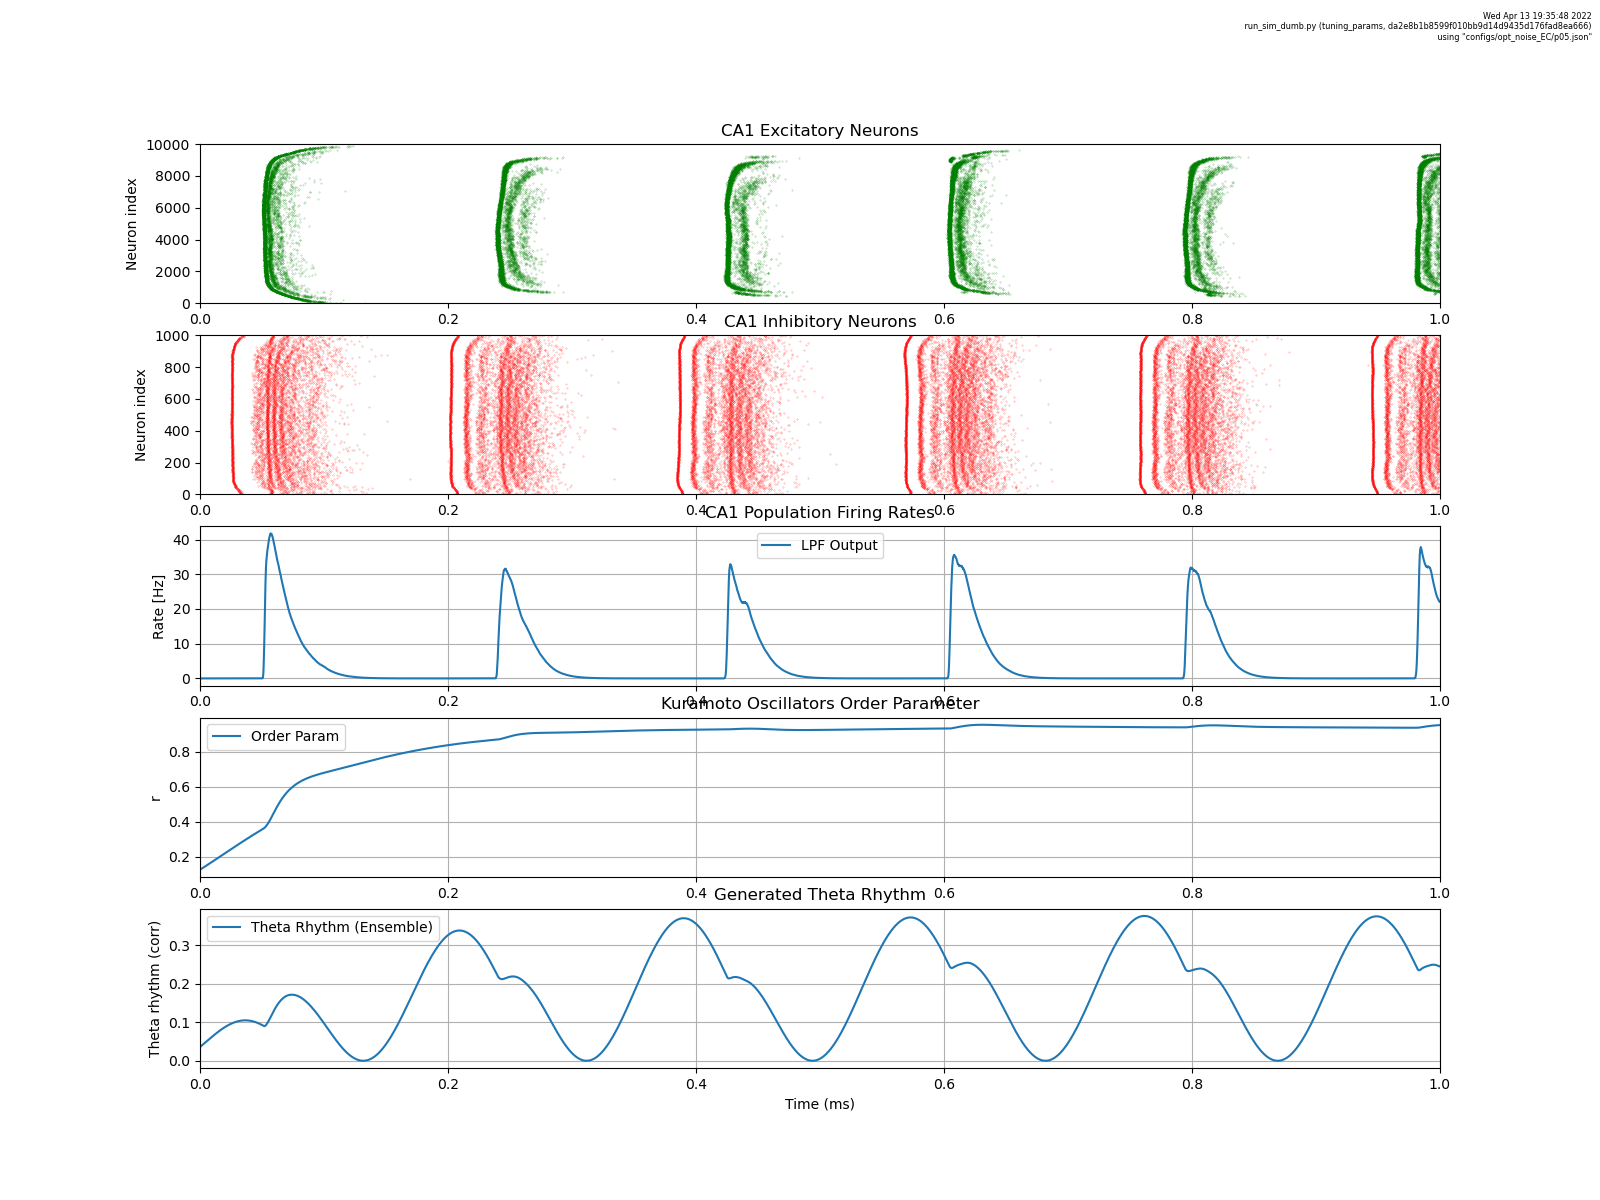 Wed Apr 13 19:35:48 2022
run_sim_dumb.py (tuning_params, da2e8b1b8599f010bb9d14d9435d176fad8ea666)
using "configs/opt_noise_EC/p05.json"
CA1 Excitatory Neurons
Neuron index
10000
8000
6000
4000
2000
0
0.0 0.2 0.4 0.6 0.8 1.0
CA1 Inhibitory Neurons
Neuron index
1000
800
600
400
200
0
0.0 0.2 0.4 0.6 0.8 1.0
CA1 Population Firing Rates
LPF Output
Rate [Hz]
40
30
20
10
0
0.0 0.2 0.4 0.6 0.8 1.0
Kuramoto Oscillators Order Parameter
Order Param
r
0.8
0.6
0.4
0.2
0.0 0.2 0.4 0.6 0.8 1.0
Generated Theta Rhythm
Theta Rhythm (Ensemble)
Theta rhythm (corr)
0.3
0.2
0.1
0.0
0.0 0.2 0.4 0.6 0.8 1.0
Time (ms)